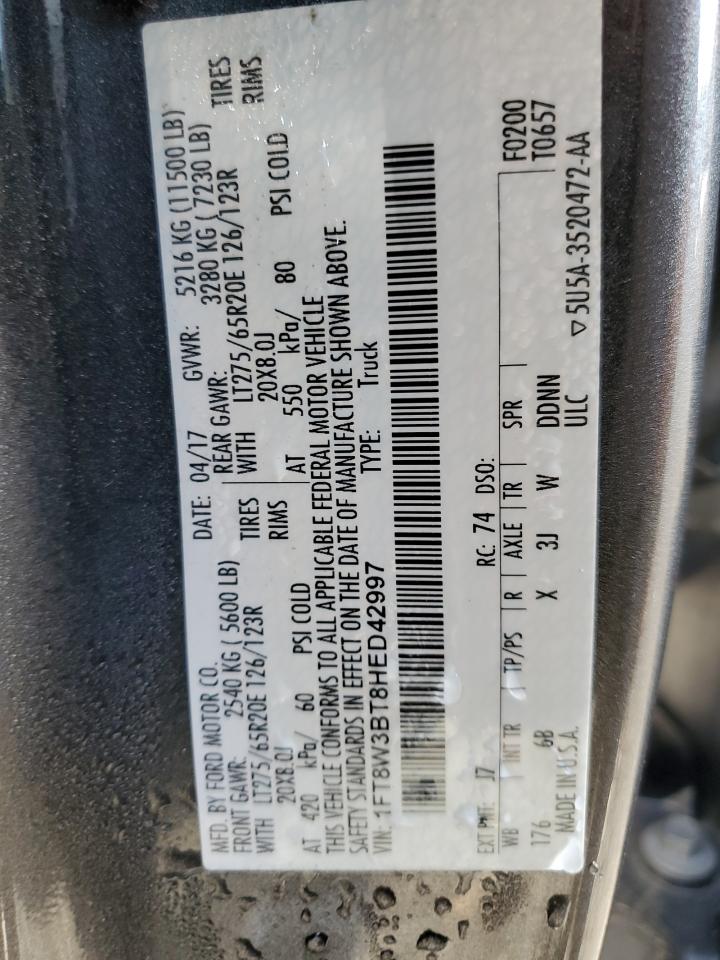 MFD. BY FORD MOTOR CO.
DATE: 04/17 GVWR: 5216 KG (11500 LB)
FRONT GAWR: 2540 KG ( 5600 LB)
REAR GAWR: 3280 KG ( 7230 LB)
WITH LT275/65R20E 126/123R TIRES
WITH LT275/65R20E 126/123R TIRES
20X8.0J RIMS
20X8.0J RIMS
AT 420 kPa/ 60 PSI COLD
AT 550 kPa/ 80 PSI COLD
THIS VEHICLE CONFORMS TO ALL APPLICABLE FEDERAL MOTOR VEHICLE
SAFETY STANDARDS IN EFFECT ON THE DATE OF MANUFACTURE SHOWN ABOVE.
VIN: 1FT8W3BT8HED42997 TYPE: Truck
F0200
T0657
EXT PNT: J7 RC: 74 DSO:
WB INT TR TP/PS R AXLE TR SPR
176 6B X 3J W DDNN
ULC
MADE IN U.S.A. ▽5U5A-3520472-AA